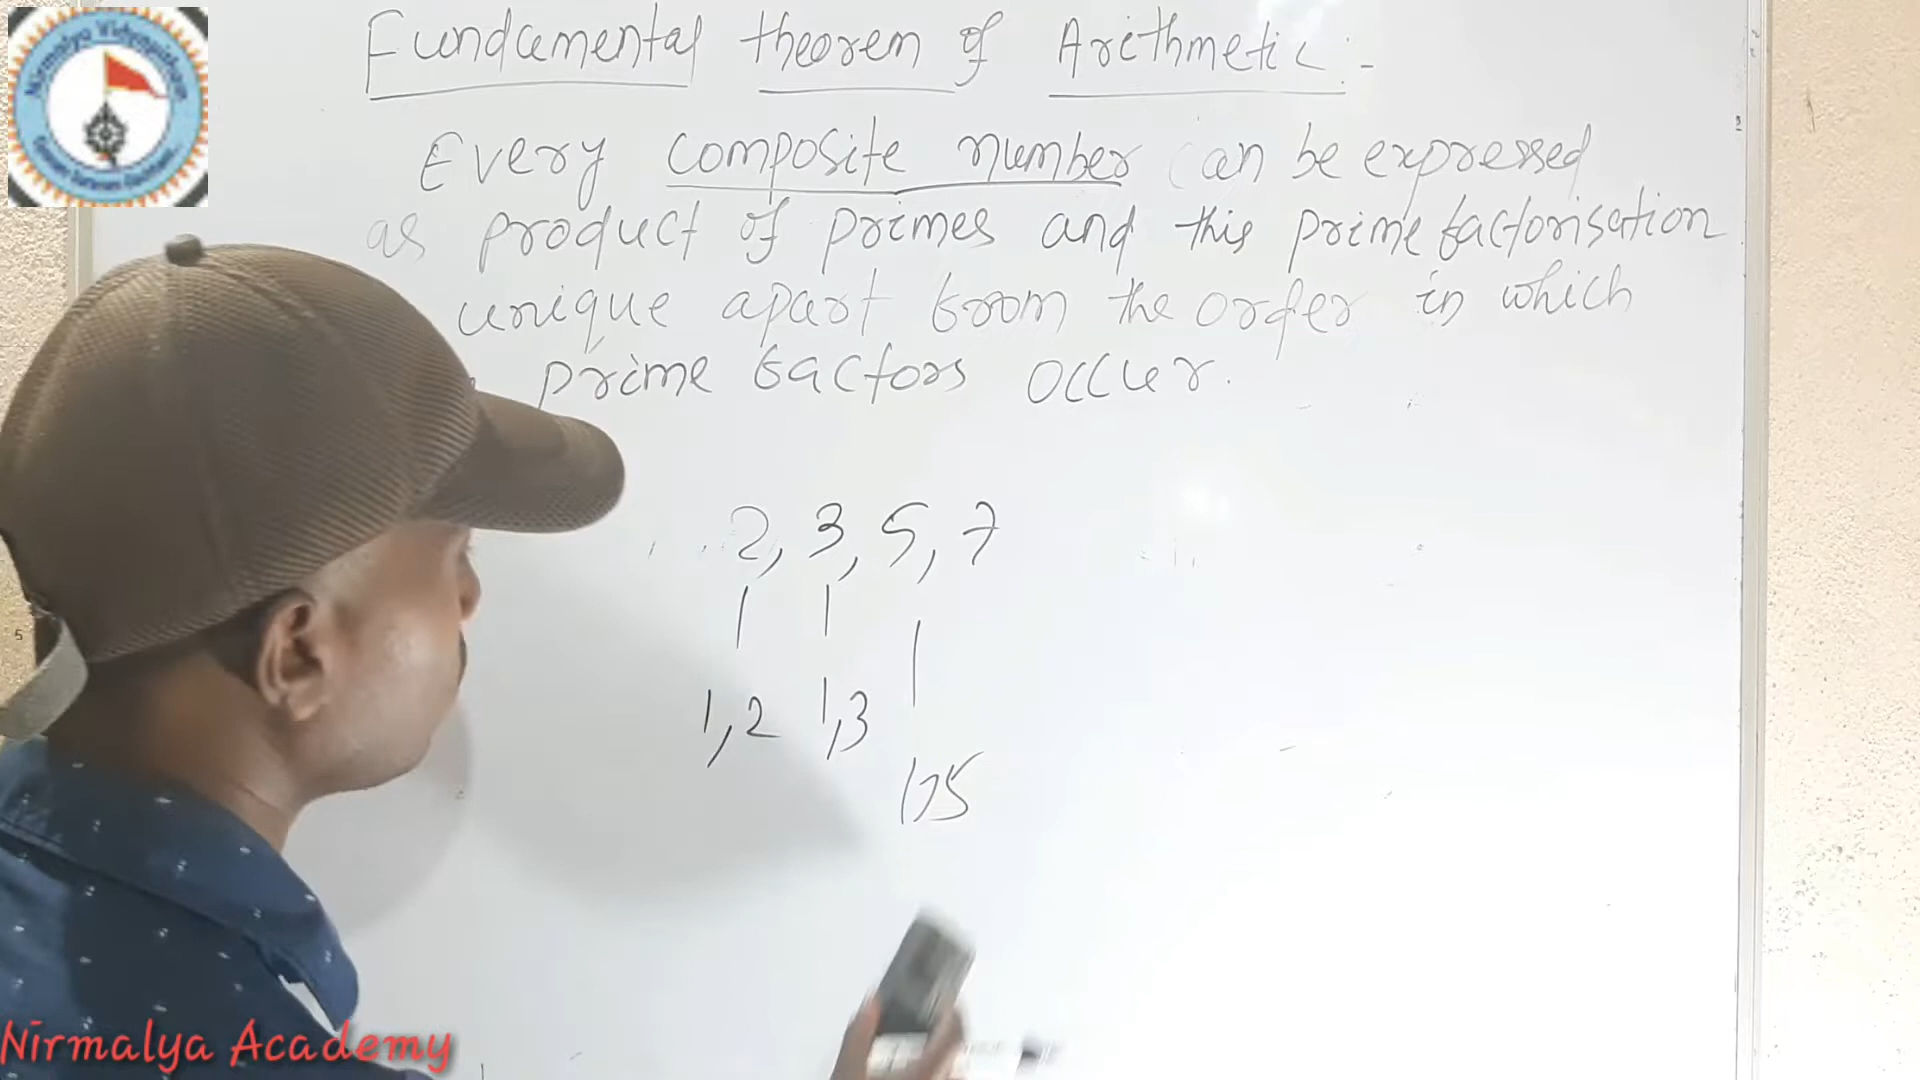 Nirmalya Vidyapitham
Fundamental theorem of Arithmetic :-
Every composite number can be expressed
as product of primes and this prime factorisation
unique apart from the order in which
prime factors occur.
2, 3, 5, 7
1,2 1,3
1,5
Nirmalya Academy